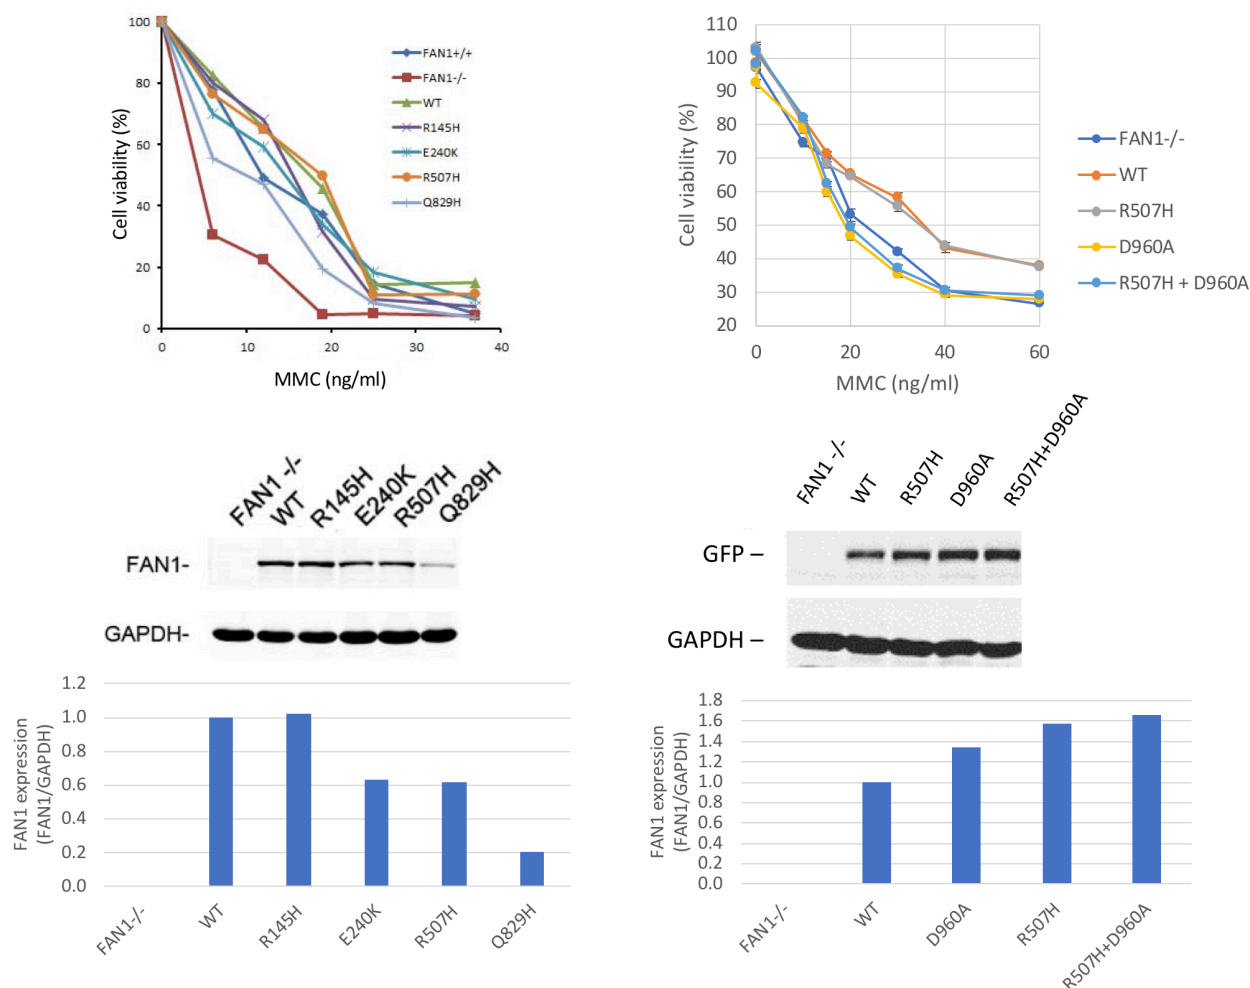 100
80
60
40
20
0
0
10
20
30
40
Cell viability (%)
MMC (ng/ml)
FAN1+/+
FAN1-/-
WT
R145H
E240K
R507H
Q829H
110
100
90
80
70
60
50
40
30
20
0
20
40
60
Cell viability (%)
MMC (ng/ml)
FAN1-/-
WT
R507H
D960A
R507H + D960A
FAN1 -/-
WT
R145H
E240K
R507H
Q829H
FAN1-
GAPDH-
FAN1 -/-
WT
R507H
D960A
R507H+D960A
GFP –
GAPDH –
1.2
1.0
0.8
0.6
0.4
0.2
0.0
FAN1 expression
(FAN1/GAPDH)
FAN1-/-
WT
R145H
E240K
R507H
Q829H
1.8
1.6
1.4
1.2
1.0
0.8
0.6
0.4
0.2
0.0
FAN1 expression
(FAN1/GAPDH)
FAN1-/-
WT
D960A
R507H
R507H+D960A